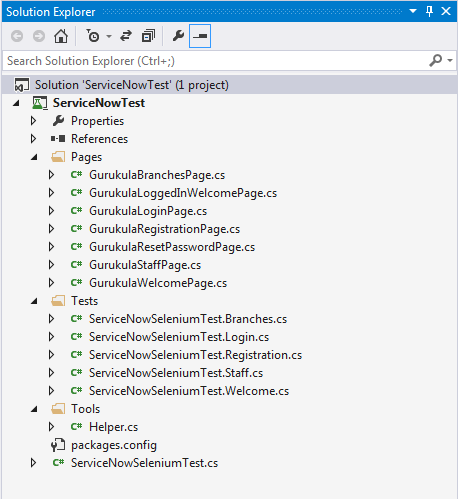 Solution Explorer
Search Solution Explorer (Ctrl+;)
Solution 'ServiceNowTest' (1 project)
ServiceNowTest
Properties
References
Pages
C# GurukulaBranchesPage.cs
C# GurukulaLoggedInWelcomePage.cs
C# GurukulaLoginPage.cs
C# GurukulaRegistrationPage.cs
C# GurukulaResetPasswordPage.cs
C# GurukulaStaffPage.cs
C# GurukulaWelcomePage.cs
Tests
C# ServiceNowSeleniumTest.Branches.cs
C# ServiceNowSeleniumTest.Login.cs
C# ServiceNowSeleniumTest.Registration.cs
C# ServiceNowSeleniumTest.Staff.cs
C# ServiceNowSeleniumTest.Welcome.cs
Tools
C# Helper.cs
packages.config
C# ServiceNowSeleniumTest.cs